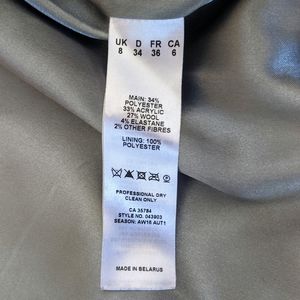 UK D FR CA
8 34 36 6
MAIN: 34%
POLYESTER
33% ACRYLIC
27% WOOL
4% ELASTANE
2% OTHER FIBRES
LINING: 100%
POLYESTER
PROFESSIONAL DRY
CLEAN ONLY
CA 35784
STYLE NO. 043903
SEASON: AW16 AUT1
MADE IN BELARUS